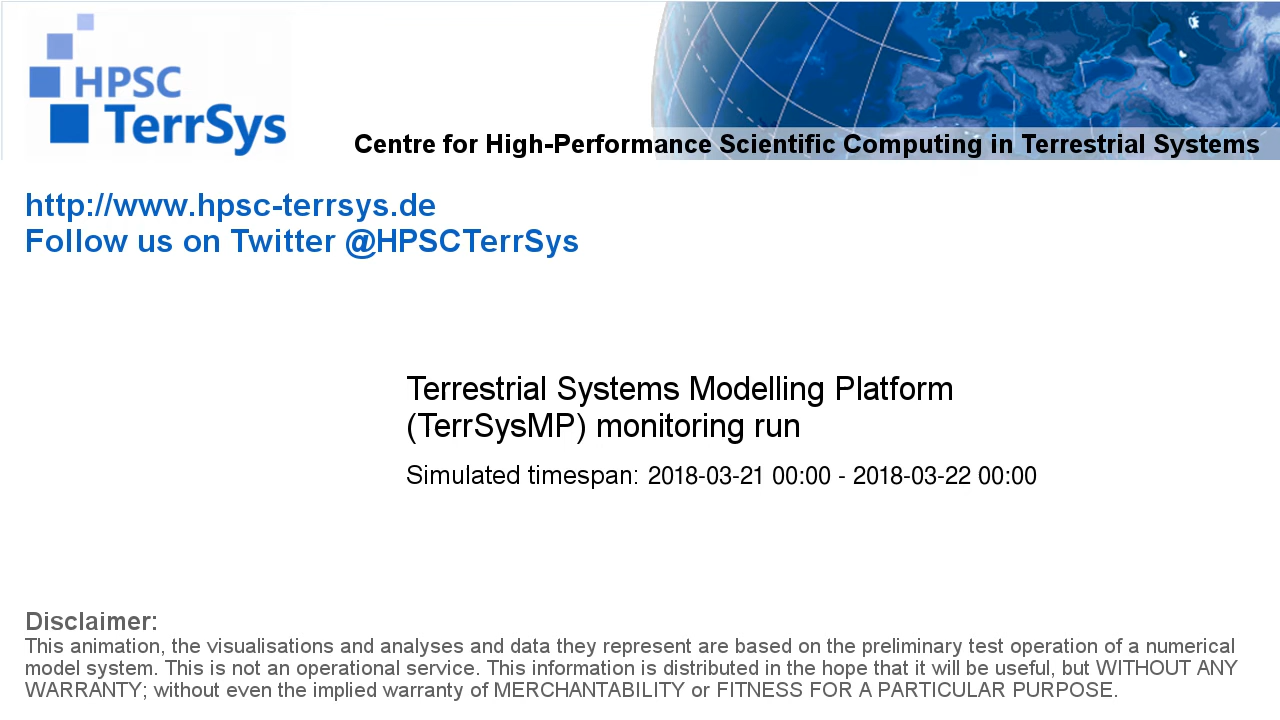 HPSC
TerrSys
Centre for High-Performance Scientific Computing in Terrestrial Systems
http://www.hpsc-terrsys.de
Follow us on Twitter @HPSCTerrSys
Terrestrial Systems Modelling Platform
(TerrSysMP) monitoring run
Simulated timespan: 2018-03-21 00:00 - 2018-03-22 00:00
Disclaimer:
This animation, the visualisations and analyses and data they represent are based on the preliminary test operation of a numerical
model system. This is not an operational service. This information is distributed in the hope that it will be useful, but WITHOUT ANY
WARRANTY; without even the implied warranty of MERCHANTABILITY or FITNESS FOR A PARTICULAR PURPOSE.